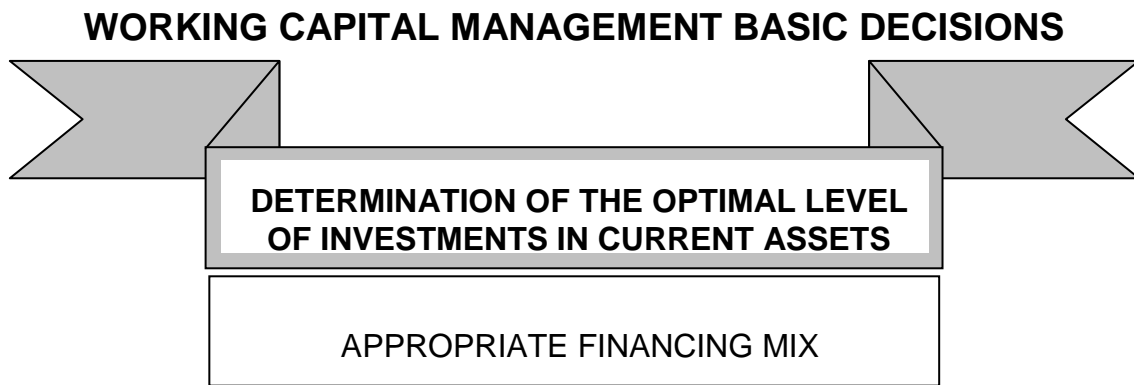 WORKING CAPITAL MANAGEMENT BASIC DECISIONS
DETERMINATION OF THE OPTIMAL LEVEL
OF INVESTMENTS IN CURRENT ASSETS
APPROPRIATE FINANCING MIX